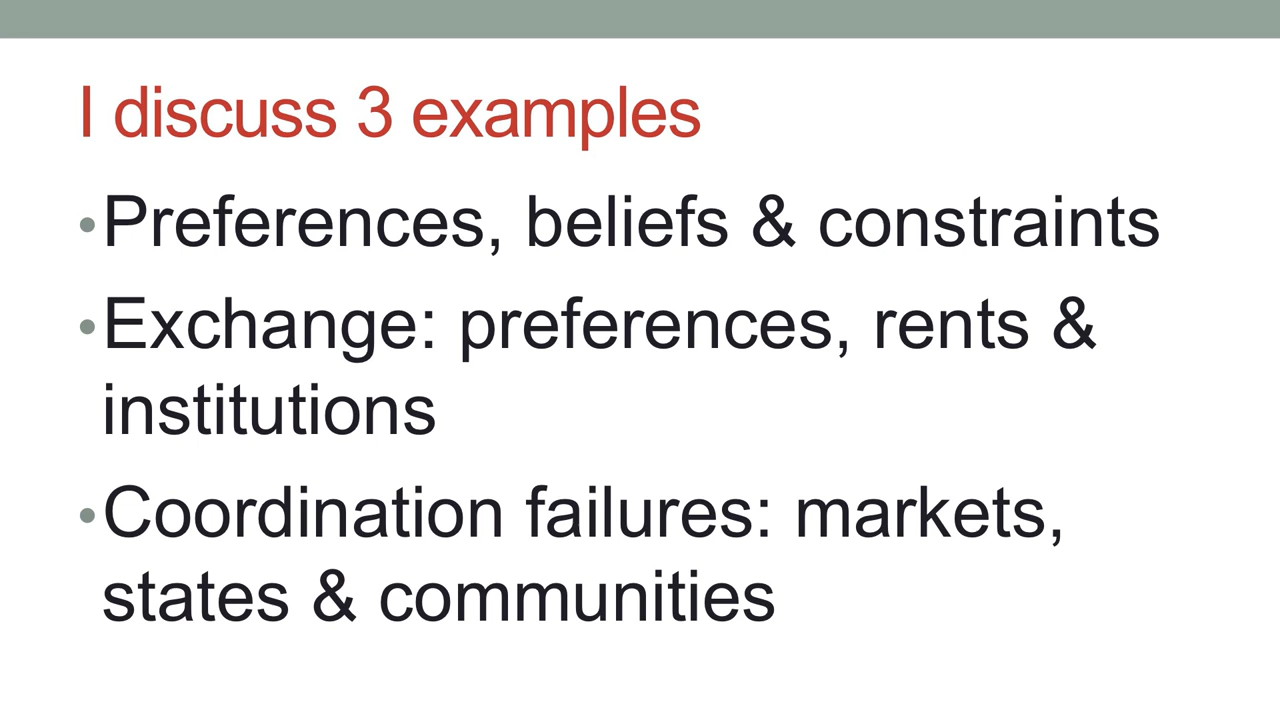 I discuss 3 examples
•Preferences, beliefs & constraints
•Exchange: preferences, rents &
institutions
•Coordination failures: markets,
states & communities